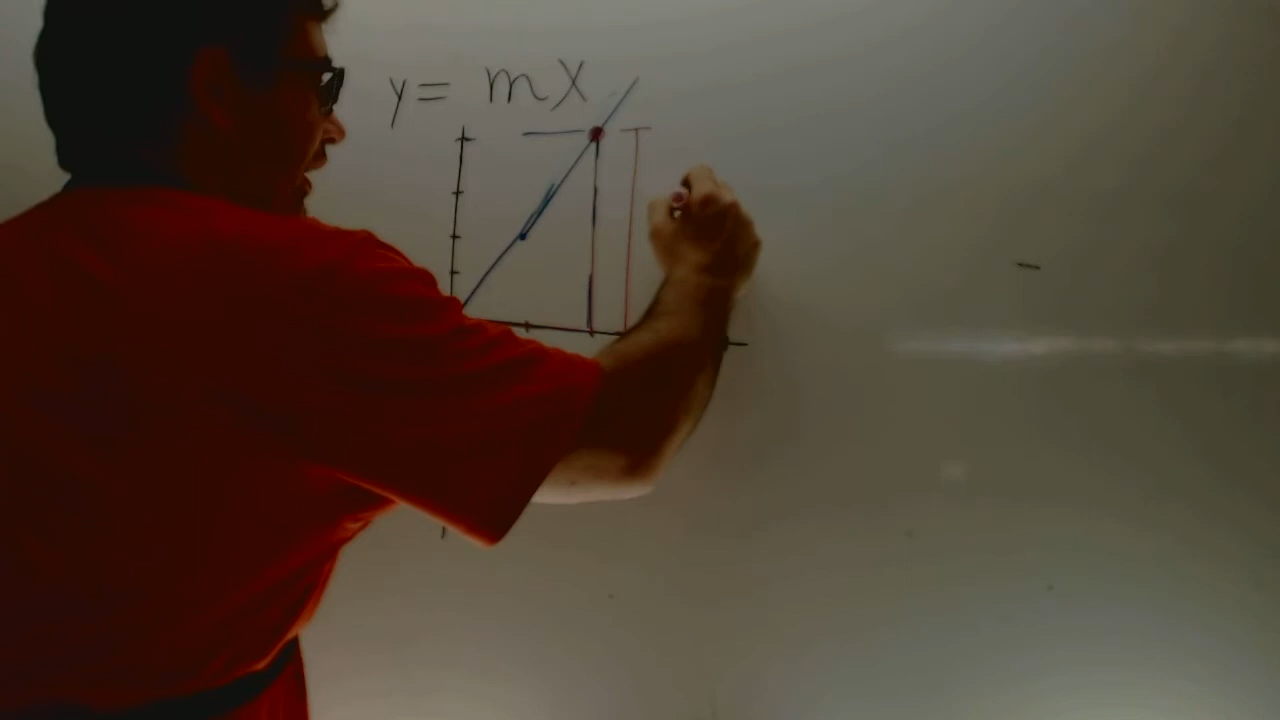 y = mx